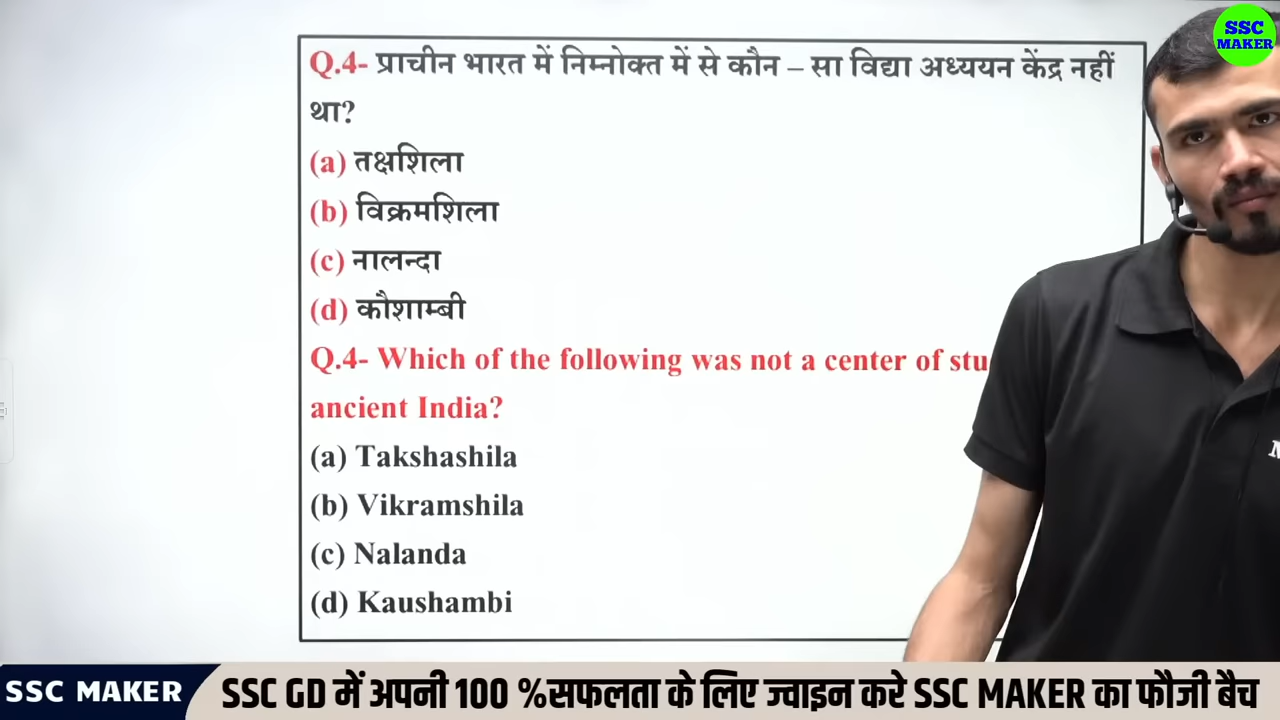 SSC
MAKER
Q.4- प्राचीन भारत में निम्नोक्त में से कौन – सा विद्या अध्ययन केंद्र नहीं
था?
(a) तक्षशिला
(b) विक्रमशिला
(c) नालन्दा
(d) कौशाम्बी
Q.4- Which of the following was not a center of
ancient India?
(a) Takshashila
(b) Vikramshila
(c) Nalanda
(d) Kaushambi
SSC MAKER
SSC GD में अपनी 100 %सफलता के लिए ज्वाइन करे SSC MAKER का फौजी बैच